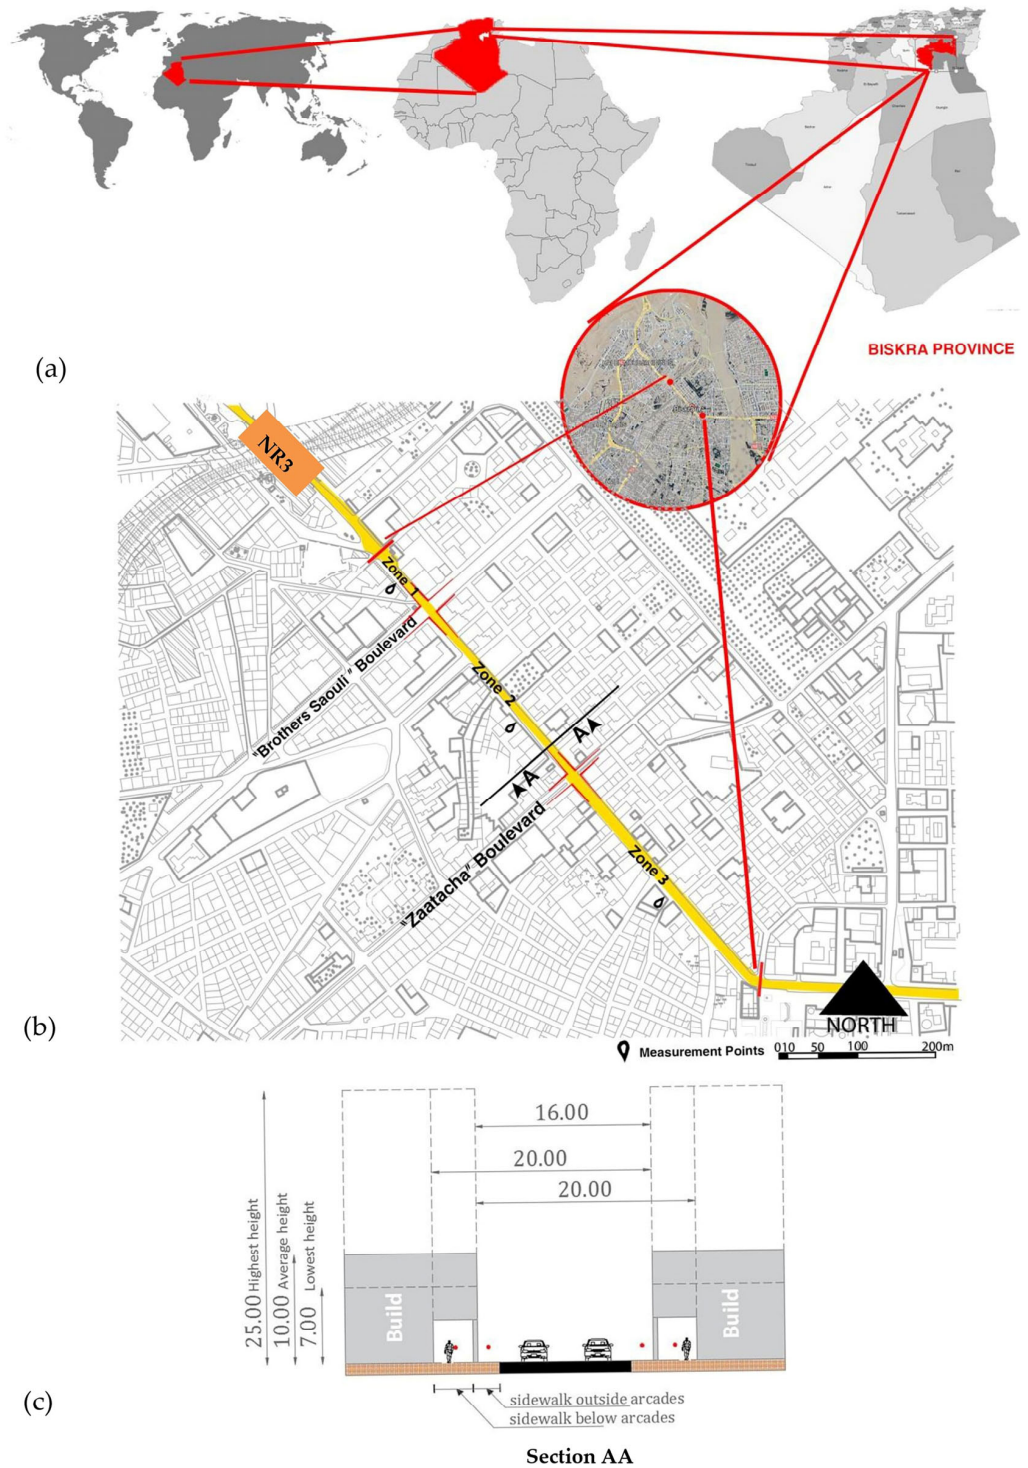 BISKRA PROVINCE
(a)
NR3
Zone 1
"Brothers Saouli" Boulevard
Zone 2
A
A
"Zaatacha" Boulevard
Zone 3
(b)
NORTH
Measurement Points
010 50 100 200m
16.00
20.00
20.00
25.00 Highest height
10.00 Average height
7.00 Lowest height
Build
Build
(c)
sidewalk outside arcades
sidewalk below arcades
Section AA